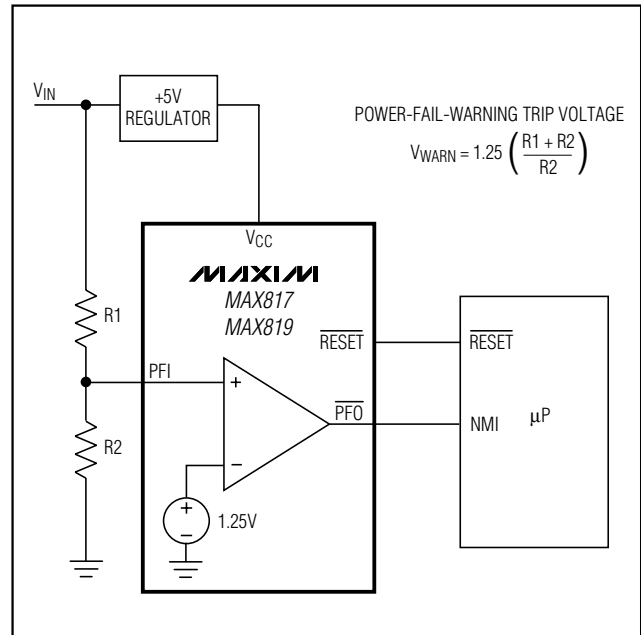 VIN
+5V
REGULATOR
POWER-FAIL-WARNING TRIP VOLTAGE
VWARN = 1.25 (R1 + R2 / R2)
VCC
MAXIM
MAX817
MAX819
R1
RESET
RESET
PFI
+
PFO
NMI
µP
R2
–
+
–
1.25V